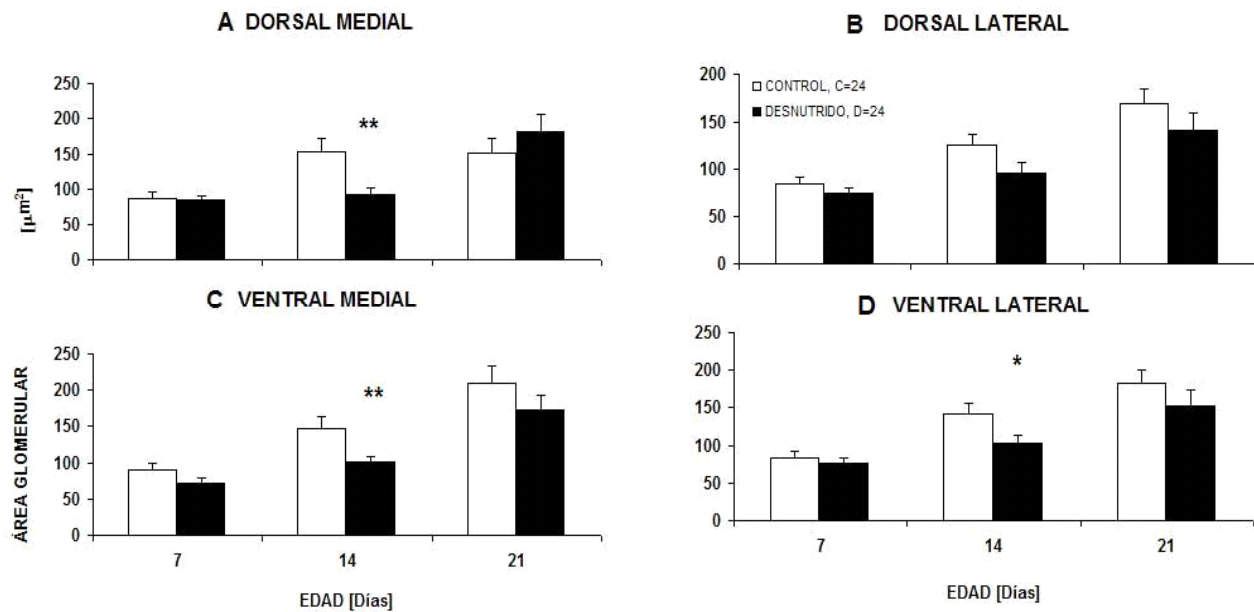 A DORSAL MEDIAL
250
200
150
100
50
0
[µm²]
**
B DORSAL LATERAL
200
150
100
50
0
CONTROL, C=24
DESNUTRIDO, D=24
C VENTRAL MEDIAL
250
200
150
100
50
0
ÁREA GLOMERULAR
**
7 14 21
EDAD [Días]
D VENTRAL LATERAL
250
200
150
100
50
0
*
7 14 21
EDAD [Días]